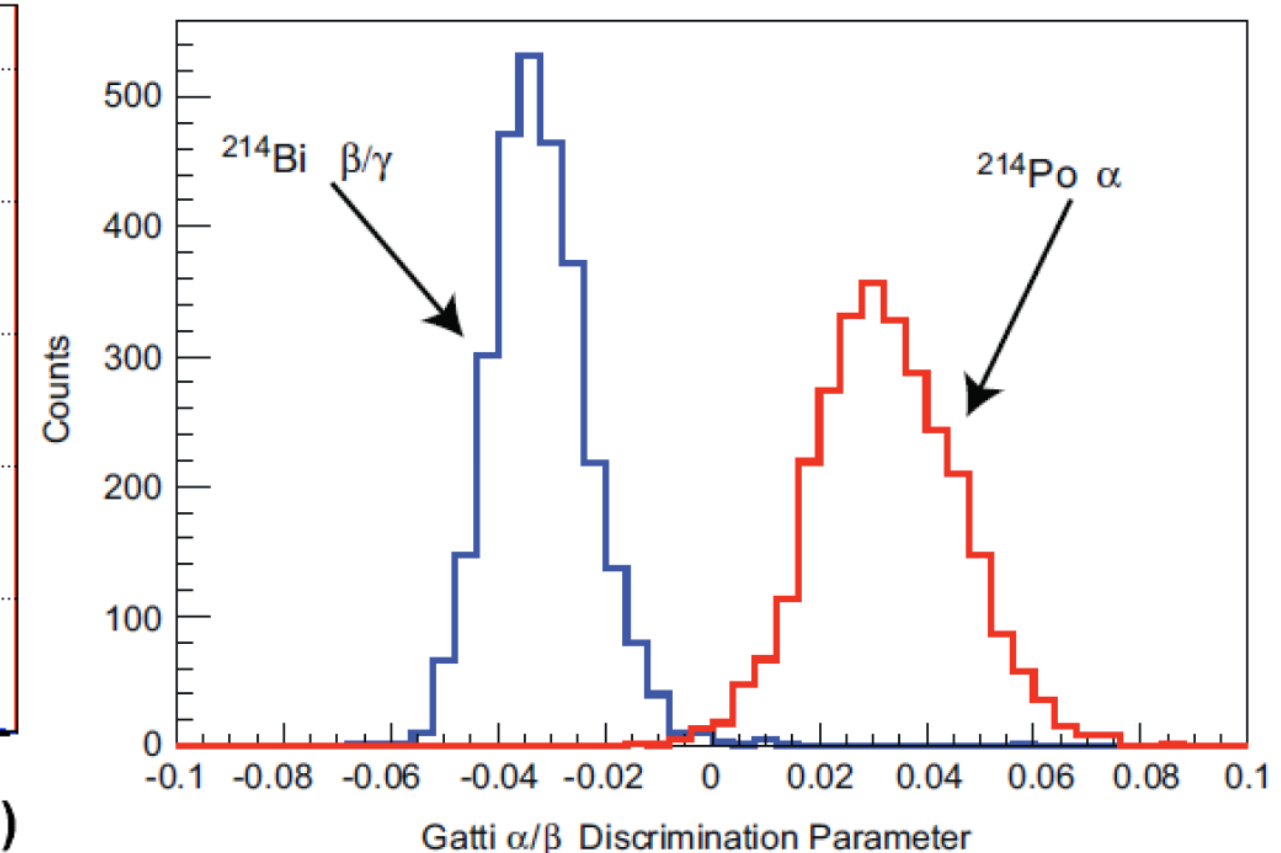 500
400
300
200
100
0
Counts
²¹⁴Bi β/γ
²¹⁴Po α
-0.1 -0.08 -0.06 -0.04 -0.02 0 0.02 0.04 0.06 0.08 0.1
Gatti α/β Discrimination Parameter
)